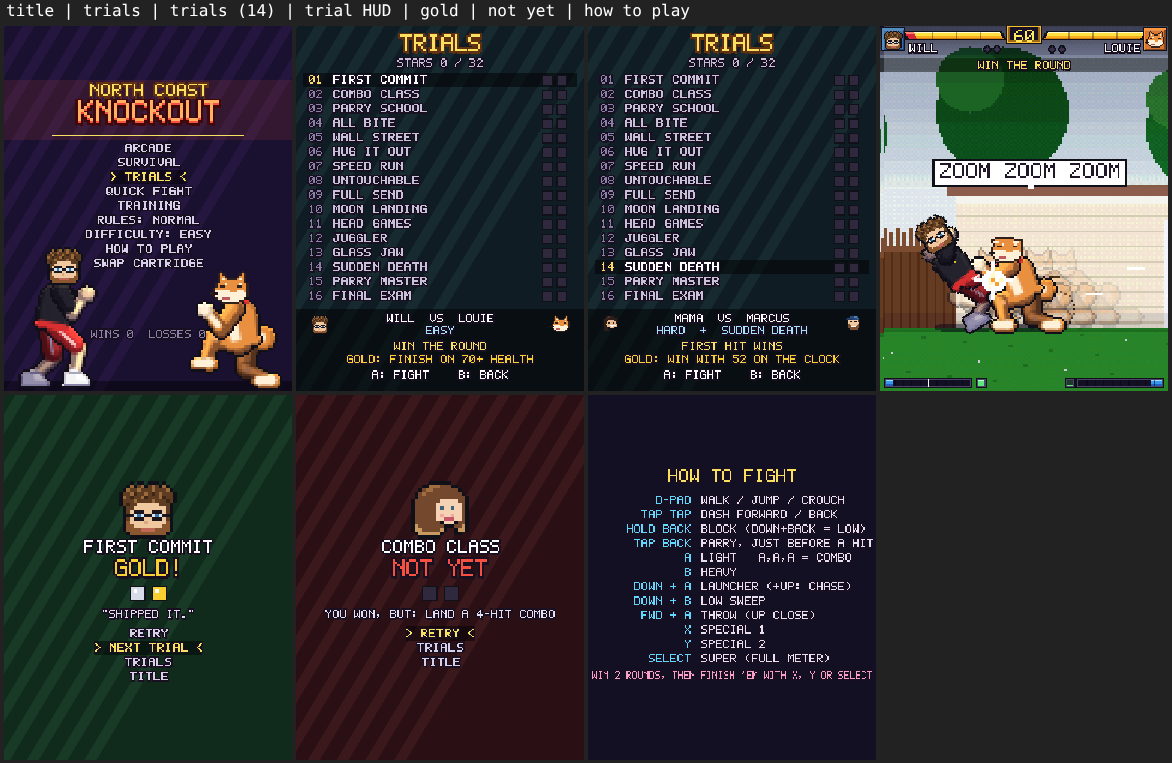 title | trials | trials (14) | trial HUD | gold | not yet | how to play
NORTH COAST
KNOCKOUT
ARCADE
SURVIVAL
> TRIALS <
QUICK FIGHT
TRAINING
RULES: NORMAL
DIFFICULTY: EASY
HOW TO PLAY
SWAP CARTRIDGE
WINS 0 LOSSES 0
TRIALS
STARS 0 / 32
01 FIRST COMMIT
02 COMBO CLASS
03 PARRY SCHOOL
04 ALL BITE
05 WALL STREET
06 HUG IT OUT
07 SPEED RUN
08 UNTOUCHABLE
09 FULL SEND
10 MOON LANDING
11 HEAD GAMES
12 JUGGLER
13 GLASS JAW
14 SUDDEN DEATH
15 PARRY MASTER
16 FINAL EXAM
WILL VS LOUIE
EASY
WIN THE ROUND
GOLD: FINISH ON 70+ HEALTH
A: FIGHT B: BACK
TRIALS
STARS 0 / 32
01 FIRST COMMIT
02 COMBO CLASS
03 PARRY SCHOOL
04 ALL BITE
05 WALL STREET
06 HUG IT OUT
07 SPEED RUN
08 UNTOUCHABLE
09 FULL SEND
10 MOON LANDING
11 HEAD GAMES
12 JUGGLER
13 GLASS JAW
14 SUDDEN DEATH
15 PARRY MASTER
16 FINAL EXAM
MAMA VS MARCUS
HARD + SUDDEN DEATH
FIRST HIT WINS
GOLD: WIN WITH 52 ON THE CLOCK
A: FIGHT B: BACK
60
WILL LOUIE
WIN THE ROUND
ZOOM ZOOM ZOOM
FIRST COMMIT
GOLD!
"SHIPPED IT."
RETRY
> NEXT TRIAL <
TRIALS
TITLE
COMBO CLASS
NOT YET
YOU WON, BUT: LAND A 4-HIT COMBO
> RETRY <
TRIALS
TITLE
HOW TO FIGHT
D-PAD WALK / JUMP / CROUCH
TAP TAP DASH FORWARD / BACK
HOLD BACK BLOCK (DOWN+BACK = LOW)
TAP BACK PARRY, JUST BEFORE A HIT
A LIGHT A,A,A = COMBO
B HEAVY
DOWN + A LAUNCHER (+UP: CHASE)
DOWN + B LOW SWEEP
FWD + A THROW (UP CLOSE)
X SPECIAL 1
Y SPECIAL 2
SELECT SUPER (FULL METER)
WIN 2 ROUNDS, THEN FINISH 'EM WITH X, Y OR SELECT